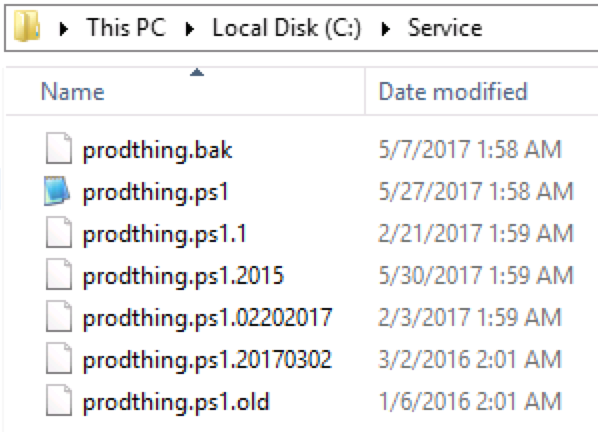 This PC Local Disk (C:) Service
Name Date modified
prodthing.bak 5/7/2017 1:58 AM
prodthing.ps1 5/27/2017 1:58 AM
prodthing.ps1.1 2/21/2017 1:59 AM
prodthing.ps1.2015 5/30/2017 1:59 AM
prodthing.ps1.02202017 2/3/2017 1:59 AM
prodthing.ps1.20170302 3/2/2016 2:01 AM
prodthing.ps1.old 1/6/2016 2:01 AM